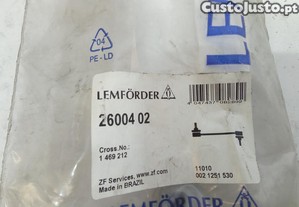 CustoJusto.pt
LE
04
PE-LD
LEMFÖRDER
26004 02
Cross.No.:
1 469 212
ZF Services, www.zf.com
Made in BRAZIL
11010
002 1251 530